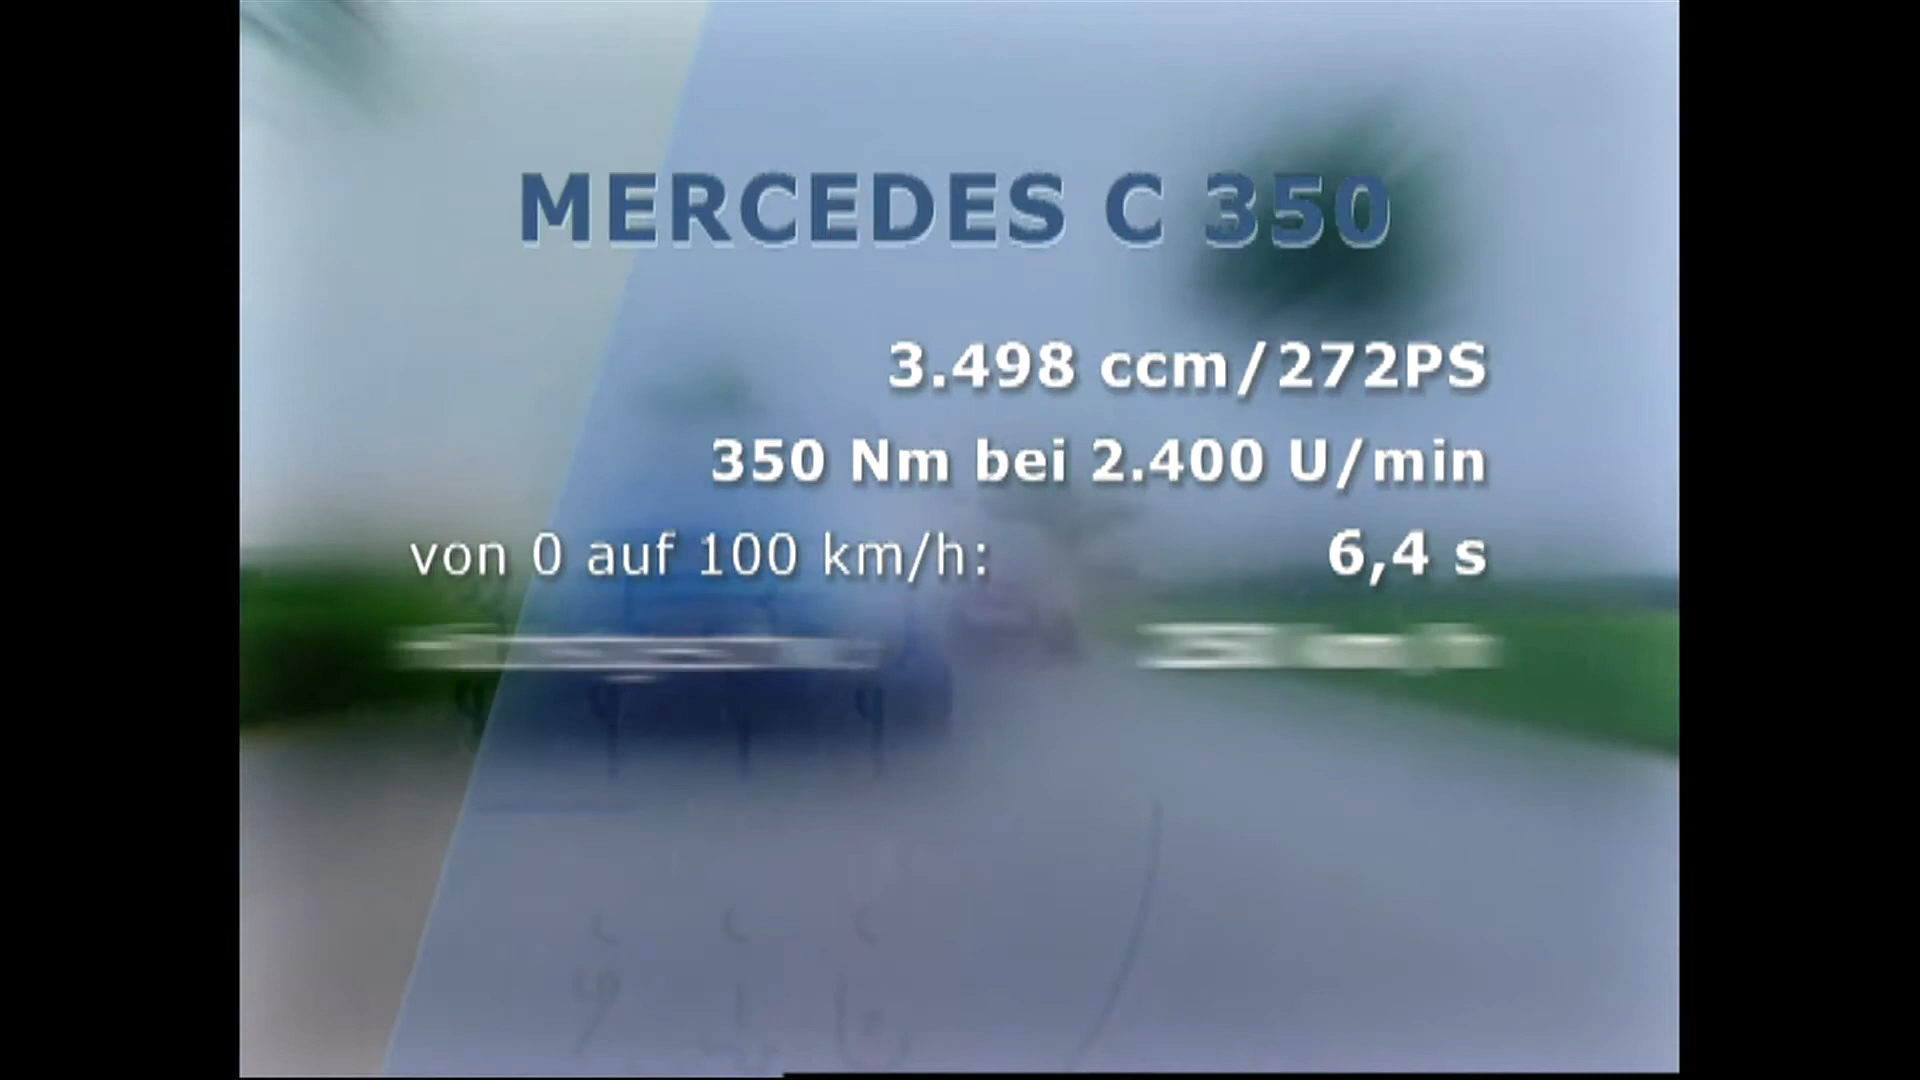 MERCEDES C 350
3.498 ccm/272PS
350 Nm bei 2.400 U/min
von 0 auf 100 km/h: 6,4 s